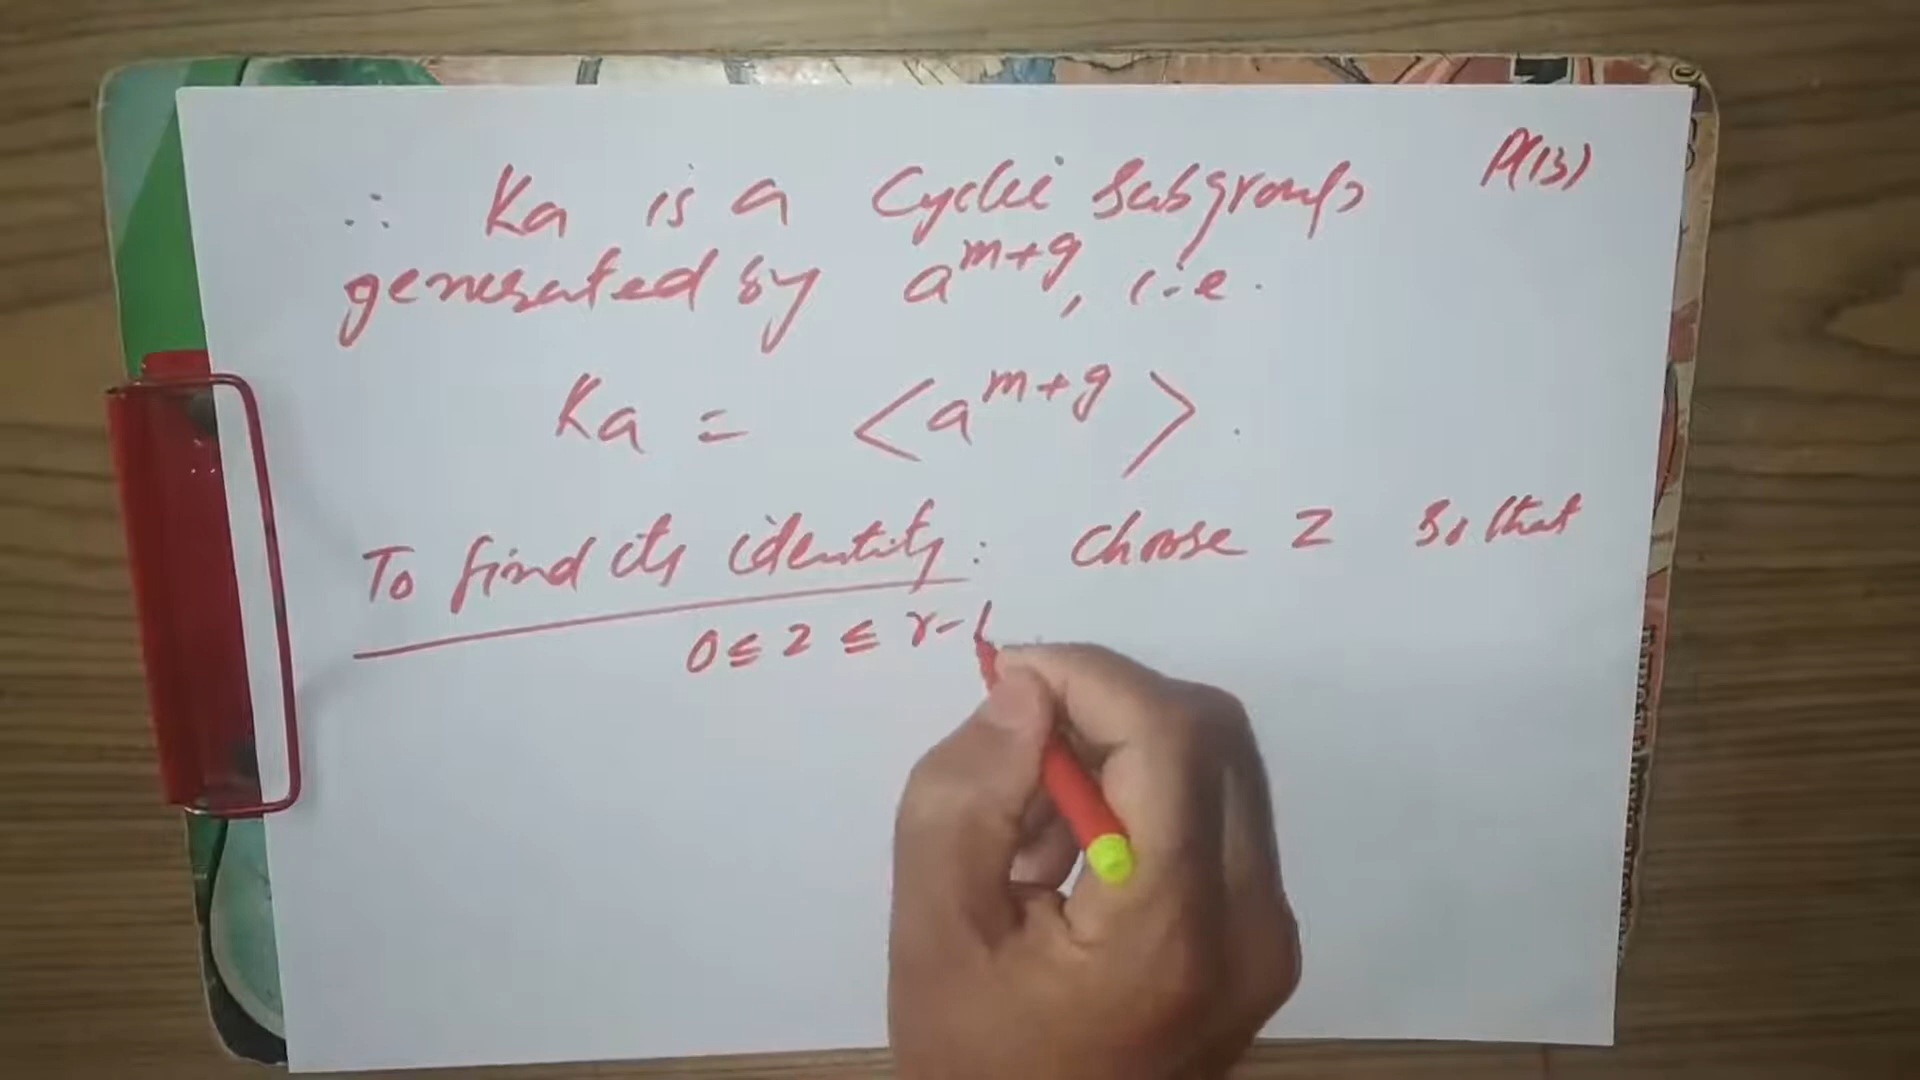 ∴ Ka is a Cyclic Subgroup P(13)
generated by a^{m+g}, i.e.
Ka = <a^{m+g}>.
To find its identity: Choose z so that
0 ≤ z ≤ r-1